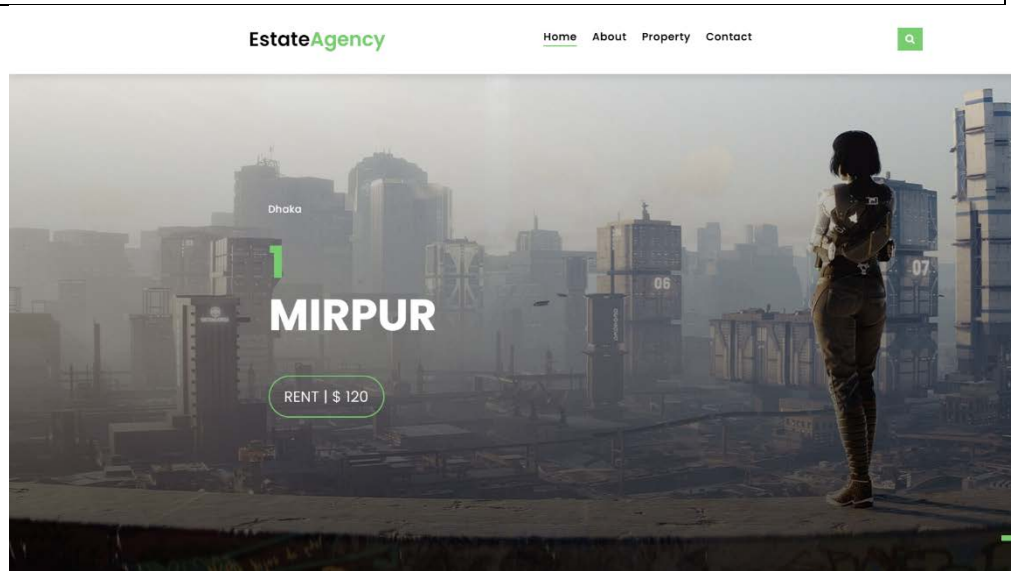 EstateAgency
Home About Property Contact
Dhaka
1
MIRPUR
RENT | $ 120
06
07